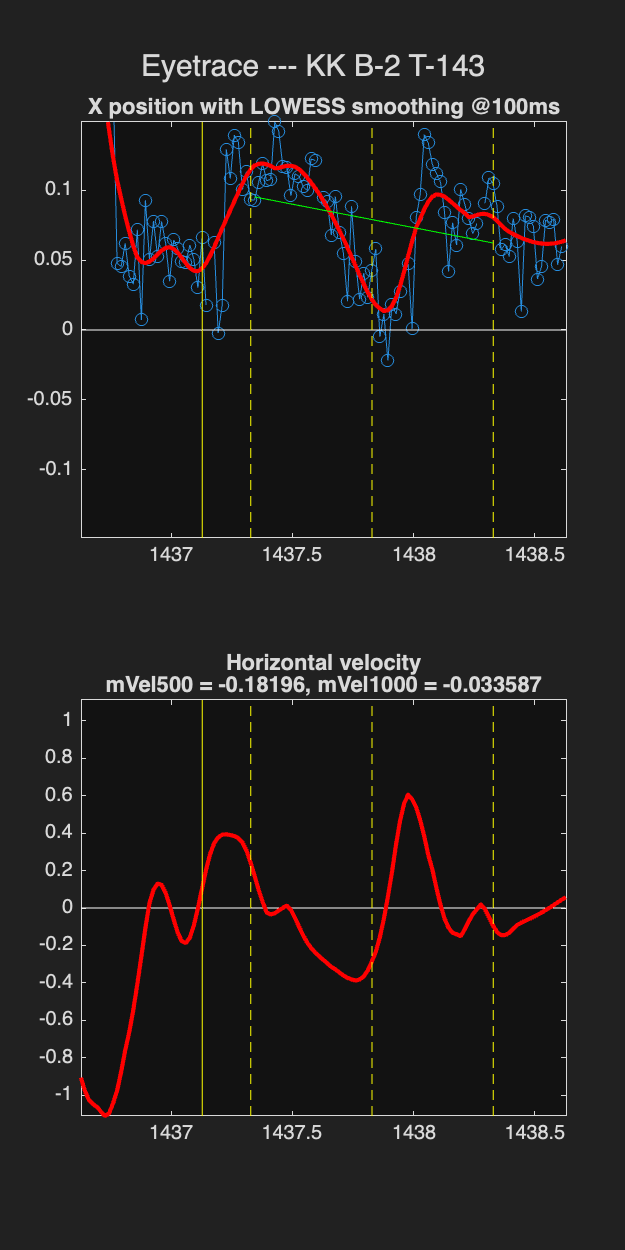 Eyetrace --- KK B-2 T-143
X position with LOWESS smoothing @100ms
0.1
0.05
0
-0.05
-0.1
1437 1437.5 1438 1438.5
Horizontal velocity
mVel500 = -0.18196, mVel1000 = -0.033587
1
0.8
0.6
0.4
0.2
0
-0.2
-0.4
-0.6
-0.8
-1
1437 1437.5 1438 1438.5